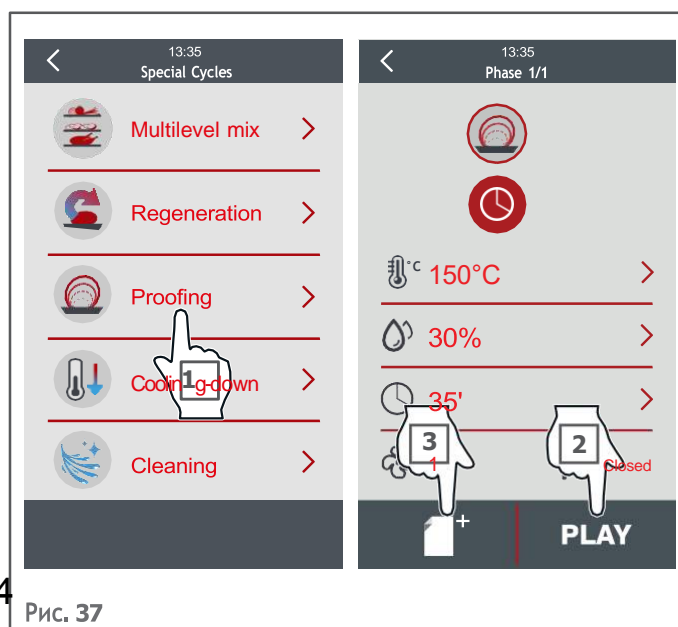 13:35
Special Cycles
Multilevel mix
Regeneration
Proofing
1
Cooling-down
Cleaning
13:35
Phase 1/1
°C 150°C
30%
35'
3
1
2
Closed
+
PLAY
4
Рис. 37